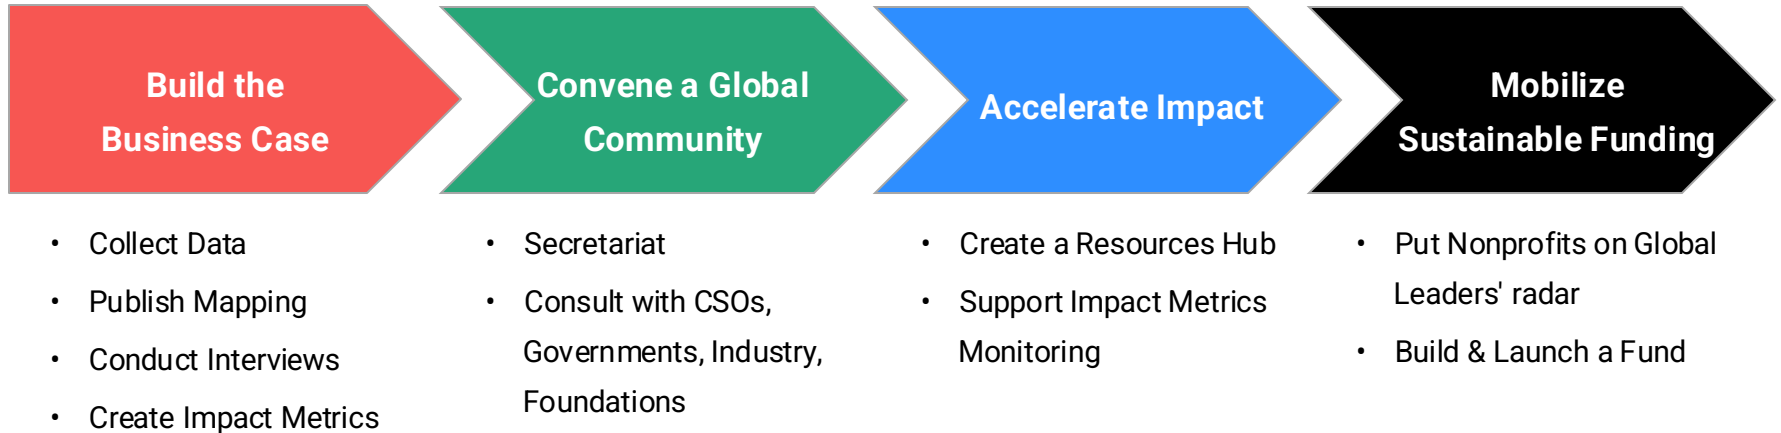 Build the
Business Case
Convene a Global
Community
Accelerate Impact
Mobilize
Sustainable Funding
• Collect Data
• Publish Mapping
• Conduct Interviews
• Create Impact Metrics
• Secretariat
• Consult with CSOs,
Governments, Industry,
Foundations
• Create a Resources Hub
• Support Impact Metrics
Monitoring
• Put Nonprofits on Global
Leaders' radar
• Build & Launch a Fund